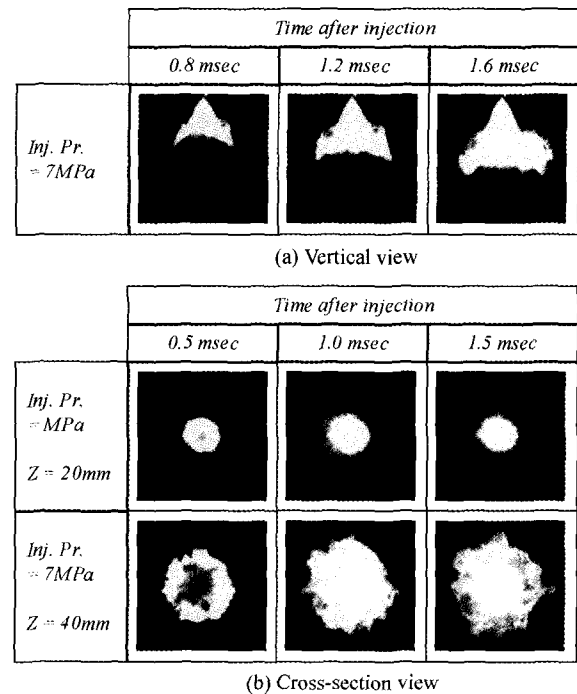 Time after injection
0.8 msec
1.2 msec
1.6 msec
Inj. Pr.
= 7MPa
(a) Vertical view
Time after injection
0.5 msec
1.0 msec
1.5 msec
Inj. Pr.
= MPa
Z = 20mm
Inj. Pr.
= 7MPa
Z = 40mm
(b) Cross-section view